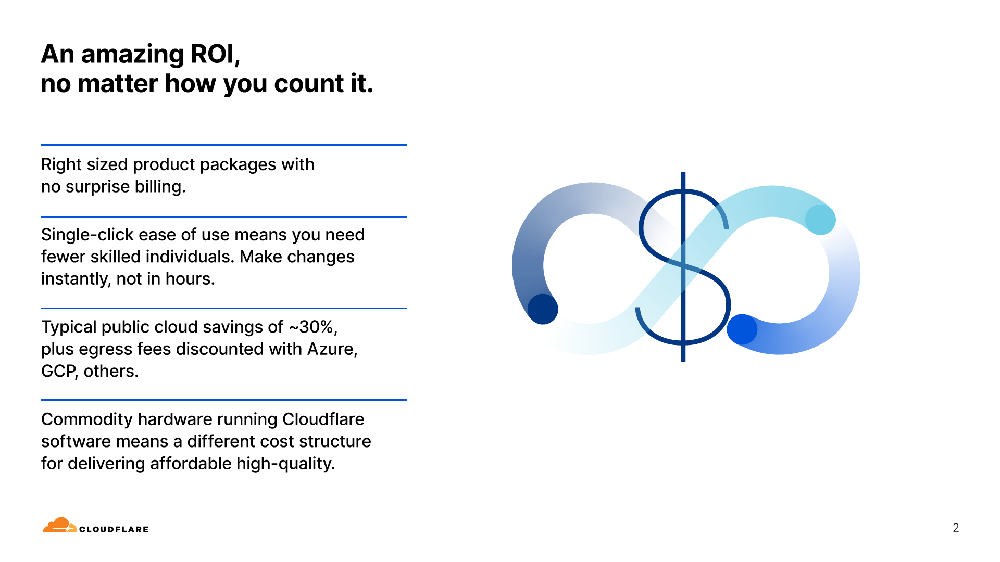 An amazing ROI,
no matter how you count it.
Right sized product packages with
no surprise billing.
Single-click ease of use means you need
fewer skilled individuals. Make changes
instantly, not in hours.
Typical public cloud savings of ~30%,
plus egress fees discounted with Azure,
GCP, others.
Commodity hardware running Cloudflare
software means a different cost structure
for delivering affordable high-quality.
CLOUDFLARE
2